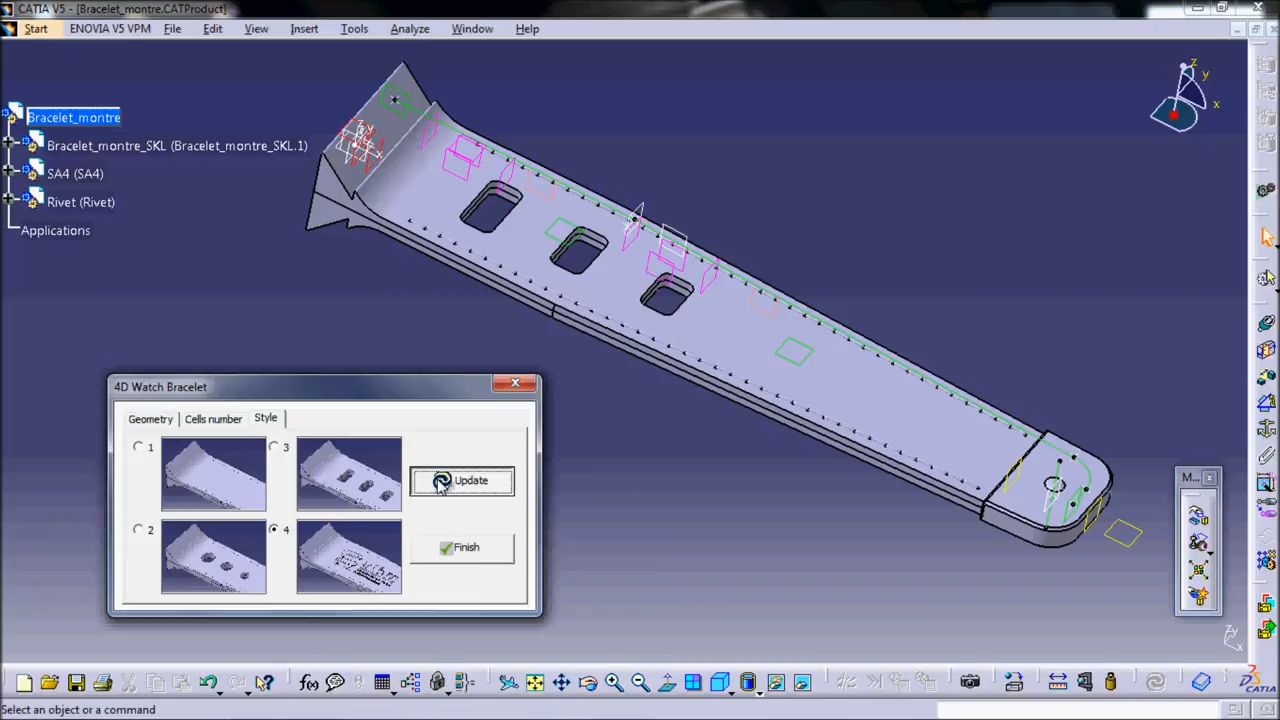 CATIA V5 - [Bracelet_montre.CATProduct]
Start ENOVIA V5 VPM File Edit View Insert Tools Analyze Window Help
z
y
x
Bracelet_montre
Bracelet_montre_SKL (Bracelet_montre_SKL.1)
SA4 (SA4)
Rivet (Rivet)
Applications
4D Watch Bracelet
Geometry Cells number Style
1 3
Update
2 4
Finish
M...
f(x)
CATIA
Select an object or a command